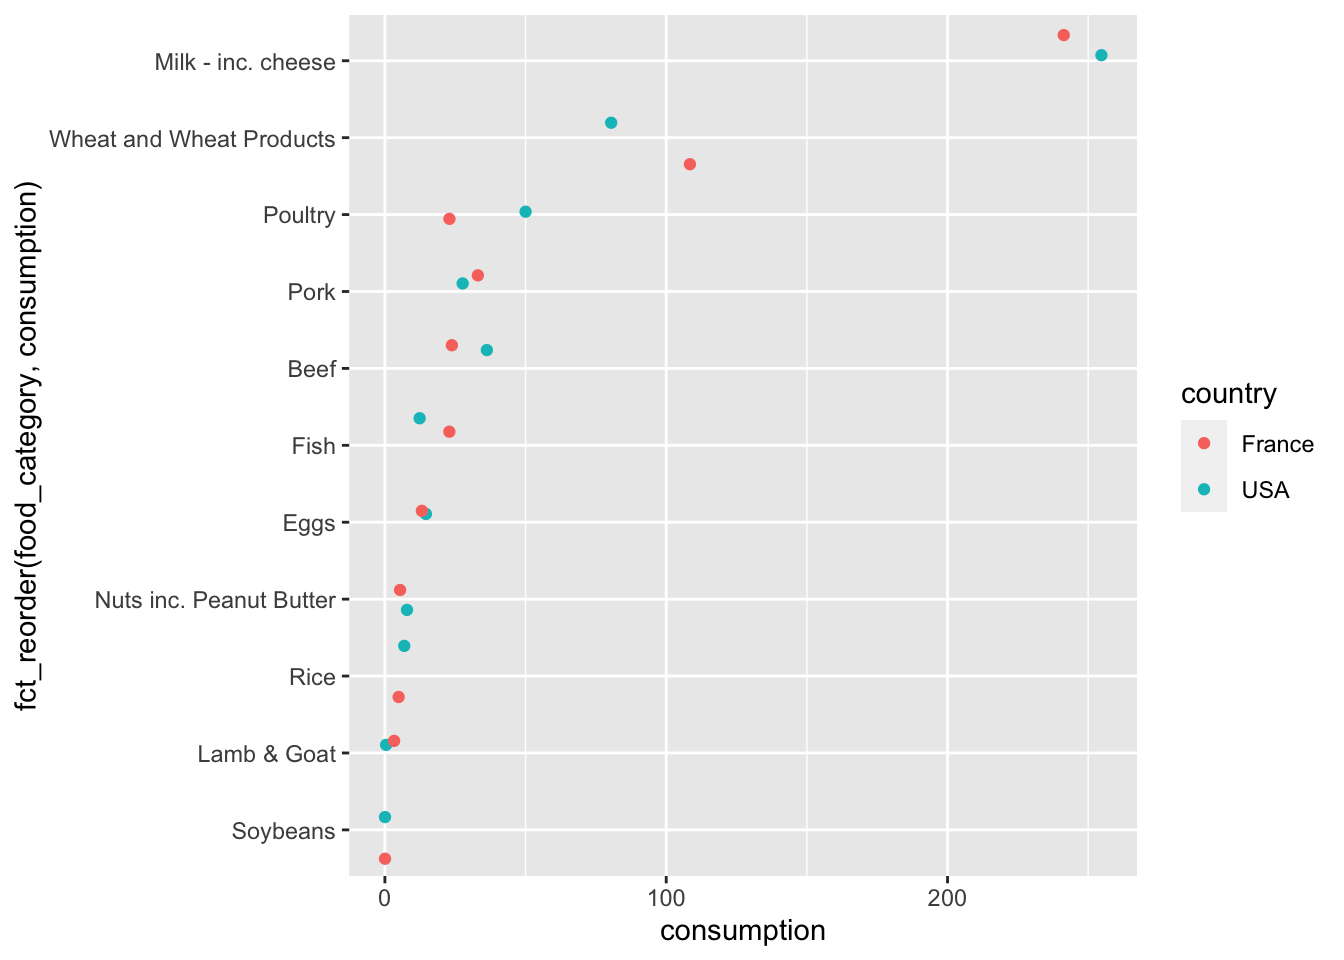 Milk - inc. cheese
Wheat and Wheat Products
Poultry
Pork
Beef
Fish
Eggs
Nuts inc. Peanut Butter
Rice
Lamb & Goat
Soybeans
fct_reorder(food_category, consumption)
0 100 200
consumption
country
France
USA